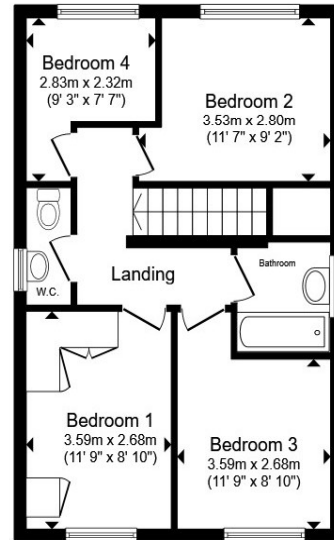 Bedroom 4
2.83m x 2.32m
(9' 3" x 7' 7")
Bedroom 2
3.53m x 2.80m
(11' 7" x 9' 2")
W.C.
Landing
Bathroom
Bedroom 1
3.59m x 2.68m
(11' 9" x 8' 10")
Bedroom 3
3.59m x 2.68m
(11' 9" x 8' 10")